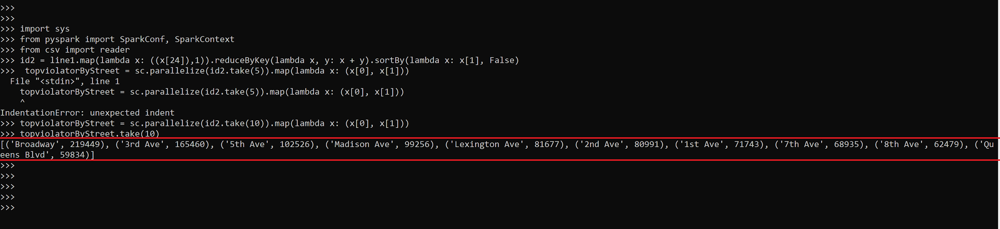 >>>
>>>
>>> import sys
>>> from pyspark import SparkConf, SparkContext
>>> from csv import reader
>>> id2 = line1.map(lambda x: ((x[24]),1)).reduceByKey(lambda x, y: x + y).sortBy(lambda x: x[1], False)
>>>  topviolatorByStreet = sc.parallelize(id2.take(5)).map(lambda x: (x[0], x[1]))
  File "<stdin>", line 1
    topviolatorByStreet = sc.parallelize(id2.take(5)).map(lambda x: (x[0], x[1]))
    ^
IndentationError: unexpected indent
>>> topviolatorByStreet = sc.parallelize(id2.take(10)).map(lambda x: (x[0], x[1]))
>>> topviolatorByStreet.take(10)
[('Broadway', 219449), ('3rd Ave', 165460), ('5th Ave', 102526), ('Madison Ave', 99256), ('Lexington Ave', 81677), ('2nd Ave', 80991), ('1st Ave', 71743), ('7th Ave', 68935), ('8th Ave', 62479), ('Qu
eens Blvd', 59834)]
>>>
>>>
>>>
>>>
>>>